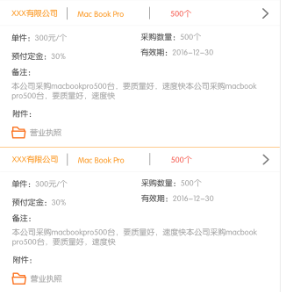 XXX有限公司 Mac Book Pro 500个
单件：300元/个 采购数量：500个
预付定金：30% 有效期：2016-12-30
备注：
本公司采购macbookpro500台，要质量好，速度快本公司采购macbook
pro500台，要质量好，速度快
附件：
营业执照
XXX有限公司 Mac Book Pro 500个
单件：300元/个 采购数量：500个
预付定金：30% 有效期：2016-12-30
备注：
本公司采购macbookpro500台，要质量好，速度快本公司采购macbook
pro500台，要质量好，速度快
附件：
营业执照